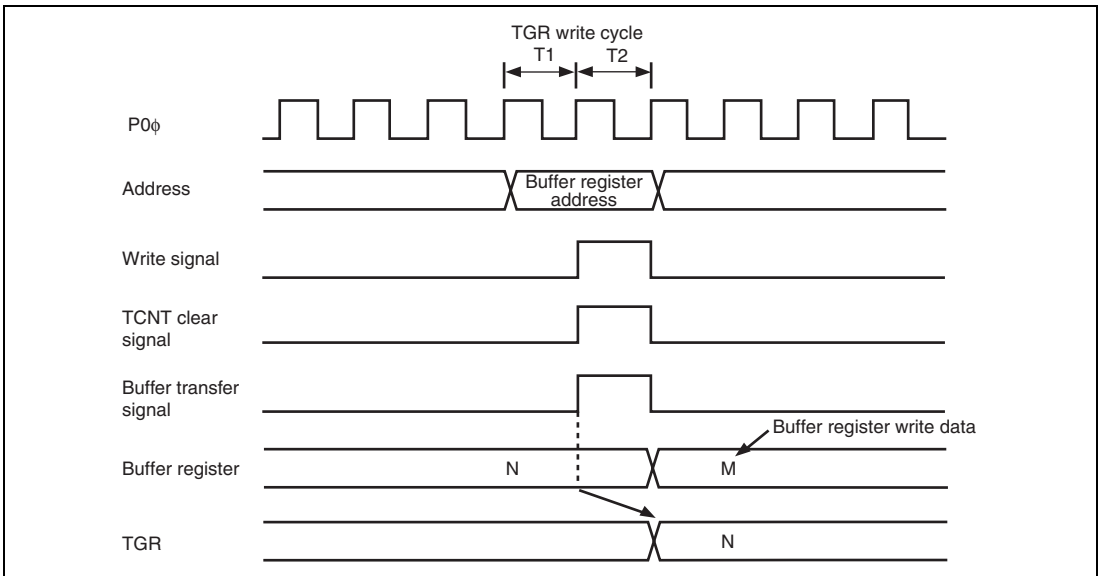 TGR write cycle
T1 T2
P0ϕ
Address
Buffer register
address
Write signal
TCNT clear
signal
Buffer transfer
signal
Buffer register write data
Buffer register
N M
TGR
N